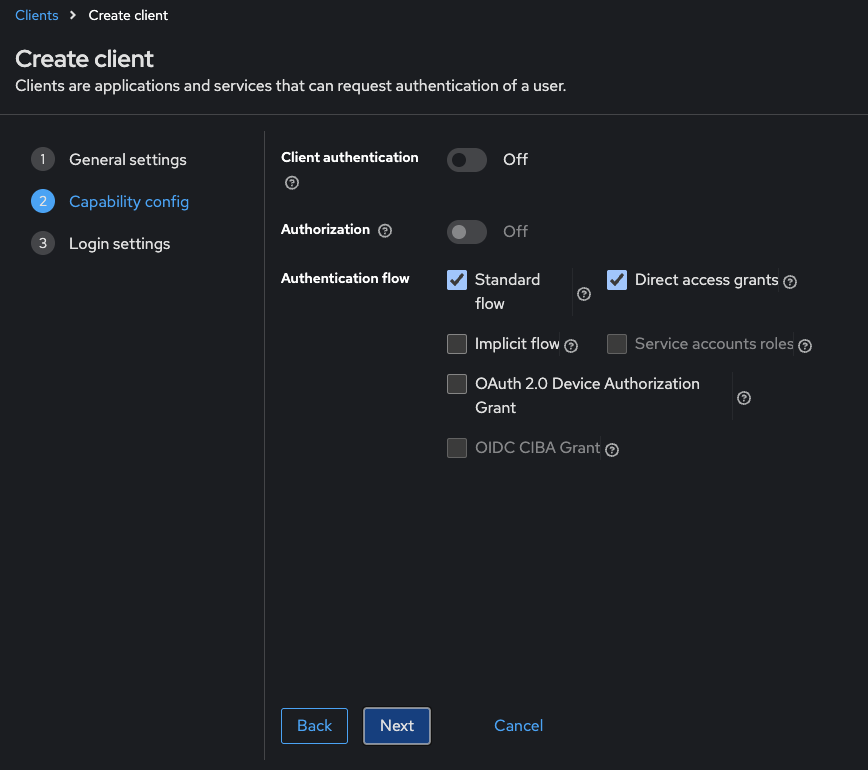 Clients > Create client
Create client
Clients are applications and services that can request authentication of a user.
1 General settings
2 Capability config
3 Login settings
Client authentication
Off
Authorization
Off
Authentication flow
Standard
flow
Direct access grants
Implicit flow
Service accounts roles
OAuth 2.0 Device Authorization
Grant
OIDC CIBA Grant
Back
Next
Cancel